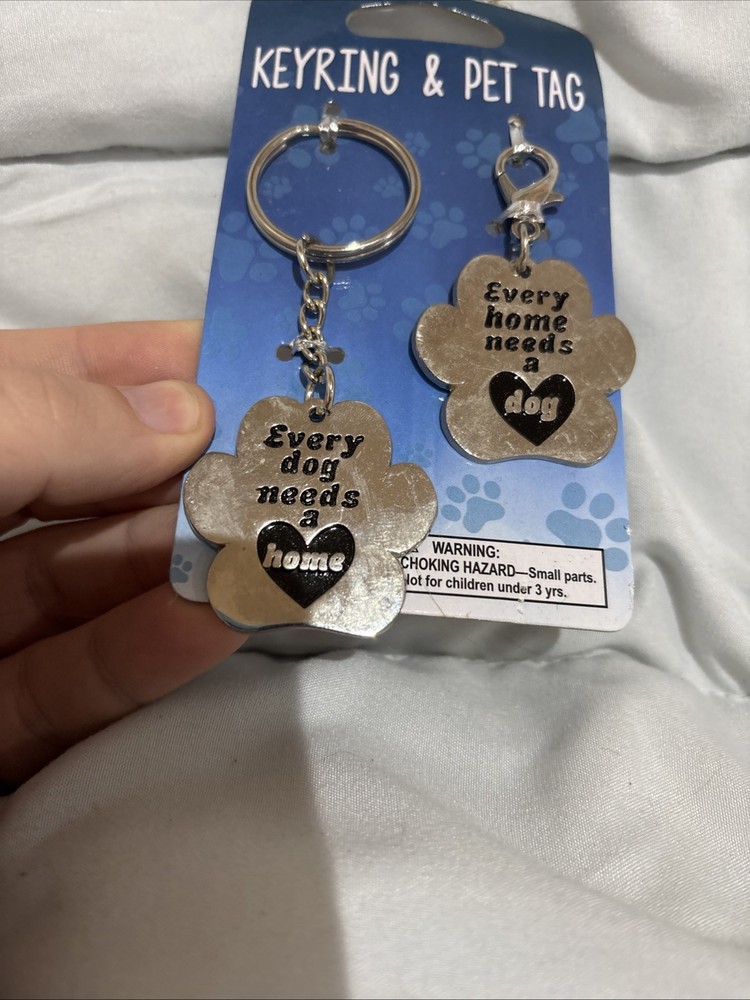 KEYRING & PET TAG
Every
dog
needs
a
home
Every
home
needs
a
dog
WARNING:
CHOKING HAZARD—Small parts.
Not for children under 3 yrs.